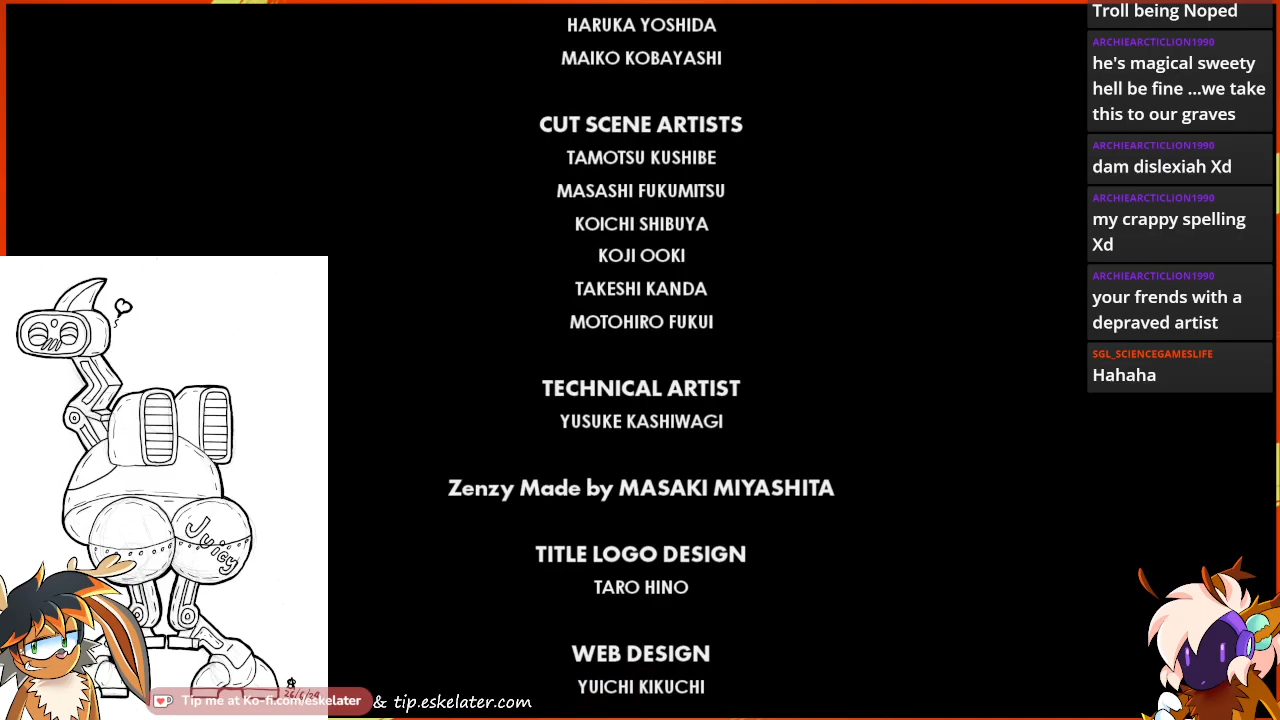 HARUKA YOSHIDA
MAIKO KOBAYASHI
CUT SCENE ARTISTS
TAMOTSU KUSHIBE
MASASHI FUKUMITSU
KOICHI SHIBUYA
KOJI OOKI
TAKESHI KANDA
MOTOHIRO FUKUI
TECHNICAL ARTIST
YUSUKE KASHIWAGI
Zenzy Made by MASAKI MIYASHITA
TITLE LOGO DESIGN
TARO HINO
WEB DESIGN
YUICHI KIKUCHI
Troll being Noped
ARCHIEARCTICLION1990
he's magical sweety
hell be fine ...we take
this to our graves
ARCHIEARCTICLION1990
dam dislexiah Xd
ARCHIEARCTICLION1990
my crappy spelling
Xd
ARCHIEARCTICLION1990
your frends with a
depraved artist
SGL_SCIENCEGAMESLIFE
Hahaha
Juicy
Tip me at Ko-fi.com/eskelater & tip.eskelater.com